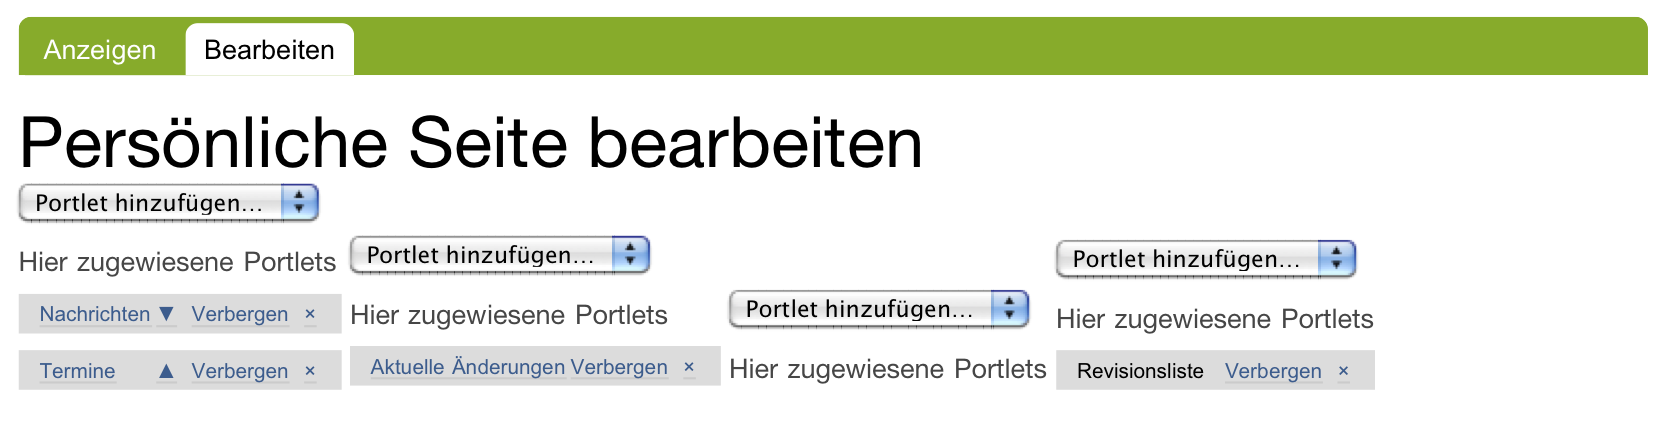 Anzeigen Bearbeiten
Persönliche Seite bearbeiten
Portlet hinzufügen...
Hier zugewiesene Portlets
Nachrichten ▼ Verbergen ×
Termine ▲ Verbergen ×
Portlet hinzufügen...
Hier zugewiesene Portlets
Aktuelle Änderungen Verbergen ×
Portlet hinzufügen...
Hier zugewiesene Portlets
Portlet hinzufügen...
Hier zugewiesene Portlets
Revisionsliste Verbergen ×